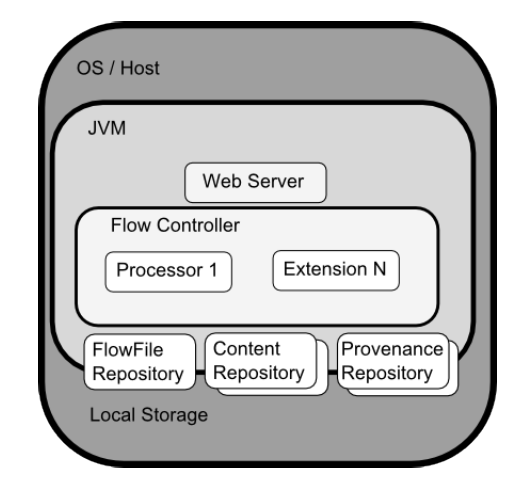 OS / Host
JVM
Web Server
Flow Controller
Processor 1
Extension N
FlowFile
Repository
Content
Repository
Provenance
Repository
Local Storage